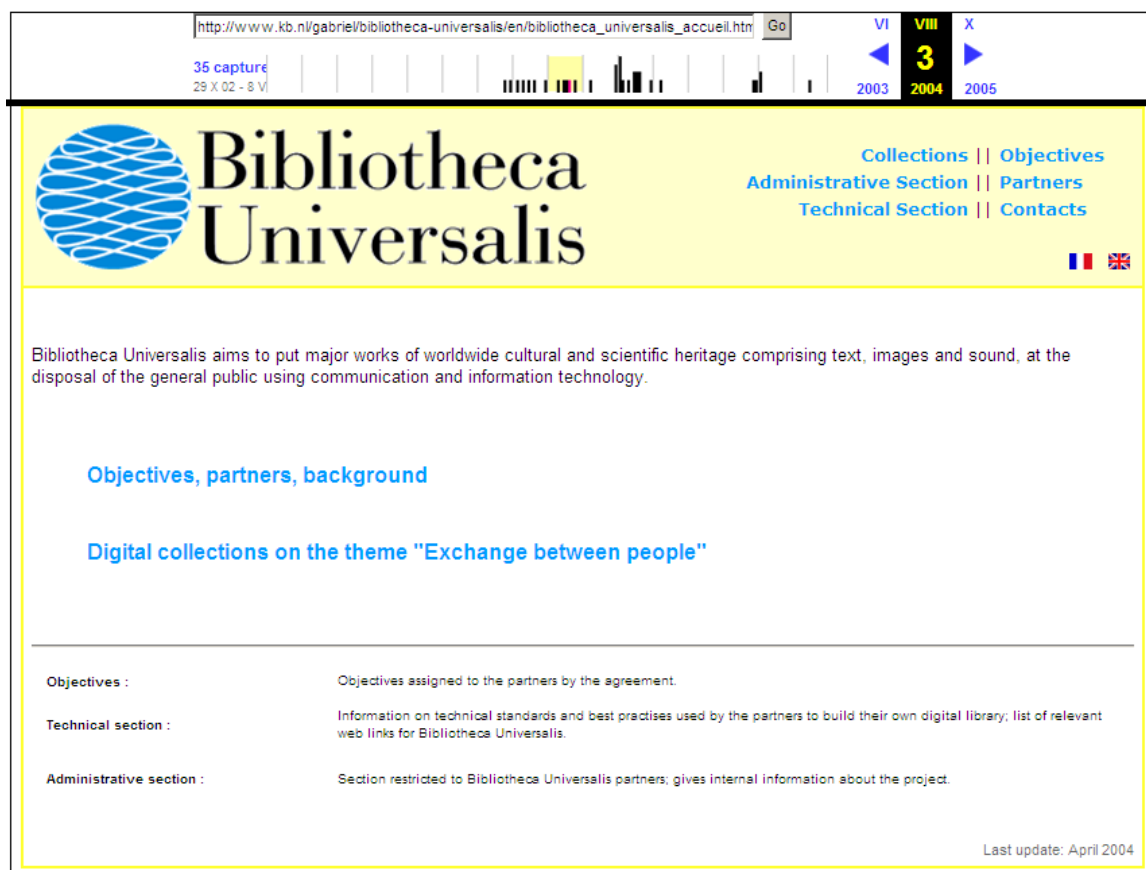 http://www.kb.nl/gabriel/bibliotheca-universalis/en/bibliotheca_universalis_accueil.htm Go
VI VIII X
35 capture
3
29 X 02 - 8 V
2003 2004 2005
Bibliotheca
Universalis
Collections || Objectives
Administrative Section || Partners
Technical Section || Contacts
Bibliotheca Universalis aims to put major works of worldwide cultural and scientific heritage comprising text, images and sound, at the
disposal of the general public using communication and information technology.
Objectives, partners, background
Digital collections on the theme "Exchange between people"
Objectives : Objectives assigned to the partners by the agreement.
Technical section : Information on technical standards and best practises used by the partners to build their own digital library; list of relevant
web links for Bibliotheca Universalis.
Administrative section : Section restricted to Bibliotheca Universalis partners; gives internal information about the project.
Last update: April 2004